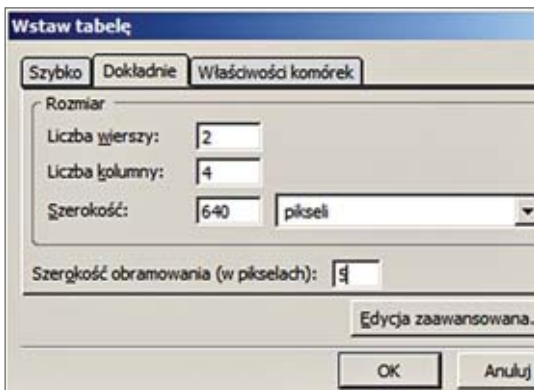 Wstaw tabelę
Szybko Dokładnie Właściwości komórek
Rozmiar
Liczba wierszy: 2
Liczba kolumny: 4
Szerokość: 640 pikseli
Szerokość obramowania (w pikselach): 5
Edycja zaawansowana.
OK Anuluj